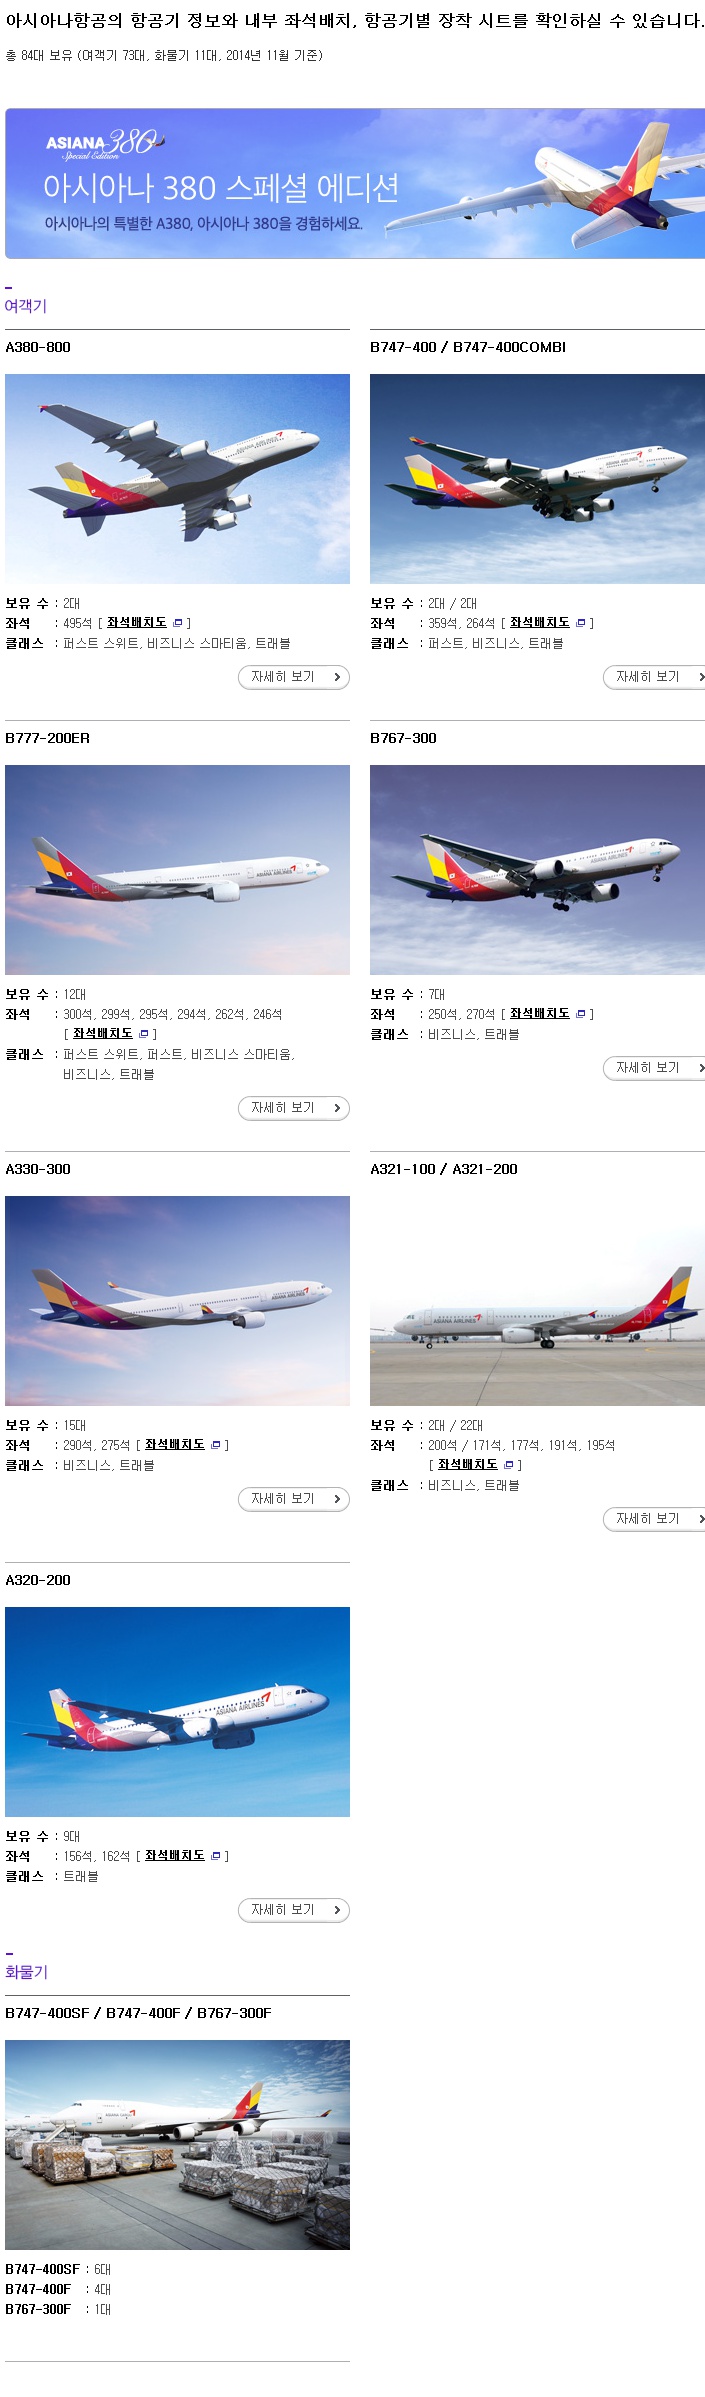 아시아나항공의 항공기 정보와 내부 좌석배치, 항공기별 장착 시트를 확인하실 수 있습니다.
총 84대 보유 (여객기 73대, 화물기 11대, 2014년 11월 기준)
ASIANA 380
Special Edition
아시아나 380 스페셜 에디션
아시아나의 특별한 A380, 아시아나 380을 경험하세요.
여객기
A380-800
보유 수 : 2대
좌석 : 495석 [ 좌석배치도 ]
클래스 : 퍼스트 스위트, 비즈니스 스마티움, 트래블
자세히 보기
B747-400 / B747-400COMBI
보유 수 : 2대 / 2대
좌석 : 359석, 264석 [ 좌석배치도 ]
클래스 : 퍼스트, 비즈니스, 트래블
자세히 보기
B777-200ER
보유 수 : 12대
좌석 : 300석, 299석, 295석, 294석, 262석, 246석
[ 좌석배치도 ]
클래스 : 퍼스트 스위트, 퍼스트, 비즈니스 스마티움,
비즈니스, 트래블
자세히 보기
B767-300
보유 수 : 7대
좌석 : 250석, 270석 [ 좌석배치도 ]
클래스 : 비즈니스, 트래블
자세히 보기
A330-300
보유 수 : 15대
좌석 : 290석, 275석 [ 좌석배치도 ]
클래스 : 비즈니스, 트래블
자세히 보기
A321-100 / A321-200
보유 수 : 2대 / 22대
좌석 : 200석 / 171석, 177석, 191석, 195석
[ 좌석배치도 ]
클래스 : 비즈니스, 트래블
자세히 보기
A320-200
ASIANA AIRLINES
보유 수 : 9대
좌석 : 156석, 162석 [ 좌석배치도 ]
클래스 : 트래블
자세히 보기
화물기
B747-400SF / B747-400F / B767-300F
B747-400SF : 6대
B747-400F : 4대
B767-300F : 1대